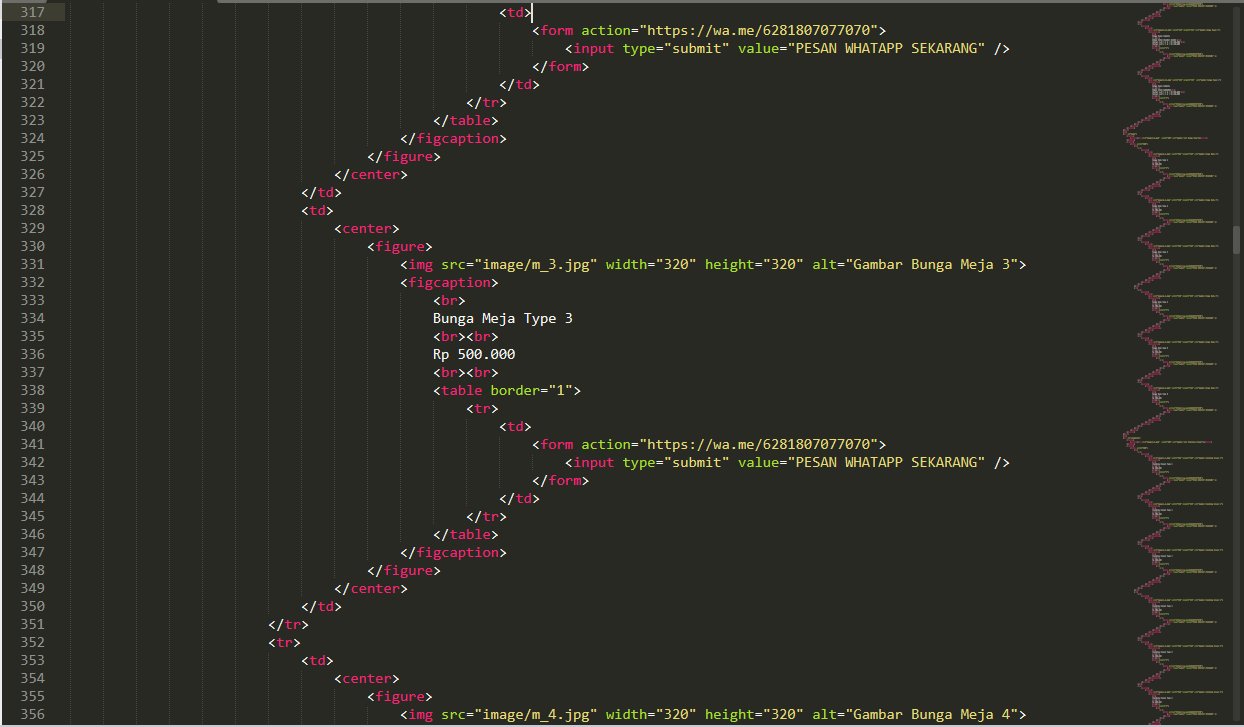 317 <td>
318 <form action="https://wa.me/6281807077070">
319 <input type="submit" value="PESAN WHATAPP SEKARANG" />
320 </form>
321 </td>
322 </tr>
323 </table>
324 </figcaption>
325 </figure>
326 </center>
327 </td>
328 <td>
329 <center>
330 <figure>
331 <img src="image/m_3.jpg" width="320" height="320" alt="Gambar Bunga Meja 3">
332 <figcaption>
333 <br>
334 Bunga Meja Type 3
335 <br><br>
336 Rp 500.000
337 <br><br>
338 <table border="1">
339 <tr>
340 <td>
341 <form action="https://wa.me/6281807077070">
342 <input type="submit" value="PESAN WHATAPP SEKARANG" />
343 </form>
344 </td>
345 </tr>
346 </table>
347 </figcaption>
348 </figure>
349 </center>
350 </td>
351 </tr>
352 <tr>
353 <td>
354 <center>
355 <figure>
356 <img src="image/m_4.jpg" width="320" height="320" alt="Gambar Bunga Meja 4">